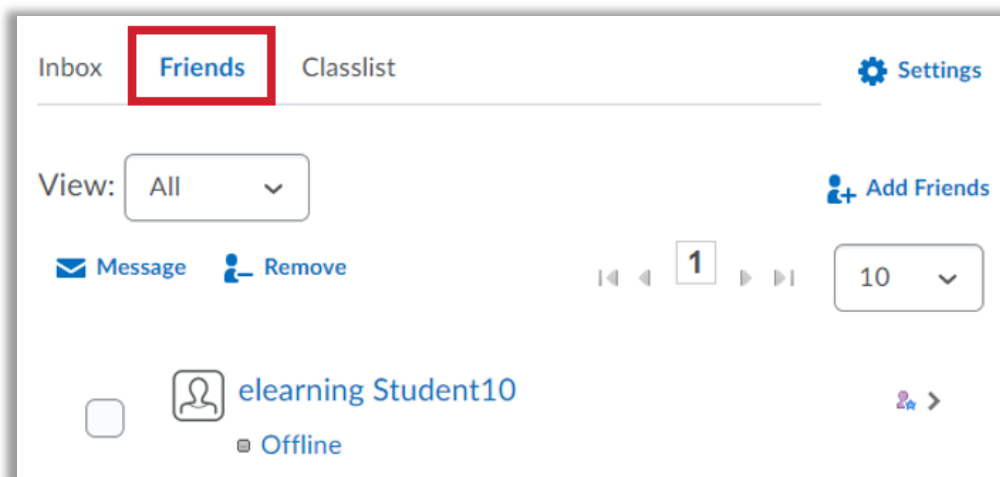 Inbox Friends Classlist Settings
View: All Add Friends
Message Remove 1 10
elearning Student10
Offline